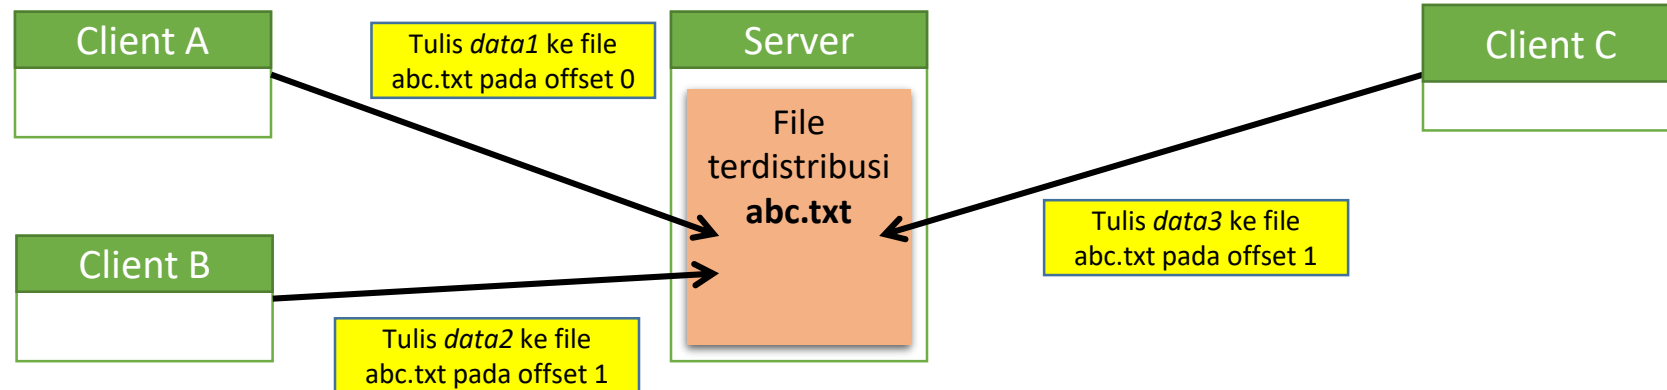 Client A
Tulis data1 ke file
abc.txt pada offset 0
Server
File
terdistribusi
abc.txt
Client C
Tulis data3 ke file
abc.txt pada offset 1
Client B
Tulis data2 ke file
abc.txt pada offset 1